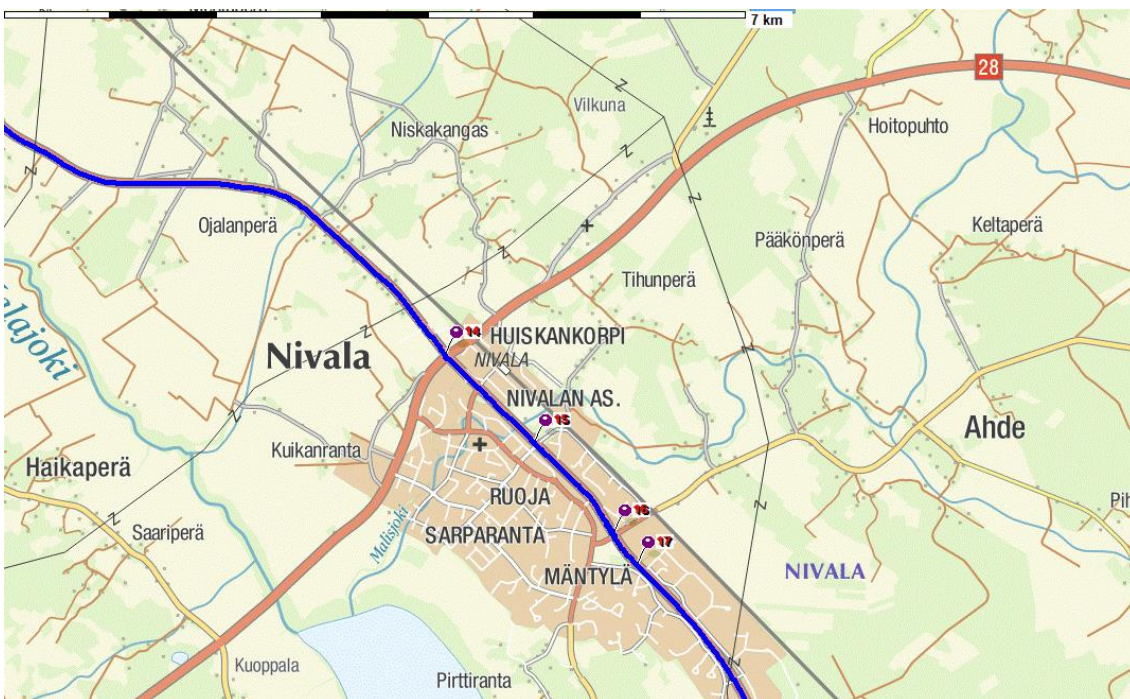 7 km
28
Vilkuna
Niskakangas
Hoitopuhto
Ojalanperä
Pääkönperä
Keltaperä
Tihunperä
14
HUISKANKORPI
NIVALA
Nivala
NIVALAN AS.
15
Ahde
Kuikanranta
Haikaperä
RUOJA
16
SARPARANTA
Malisjoki
Saariperä
17
MÄNTYLÄ
NIVALA
Kuoppala
Pirttiranta